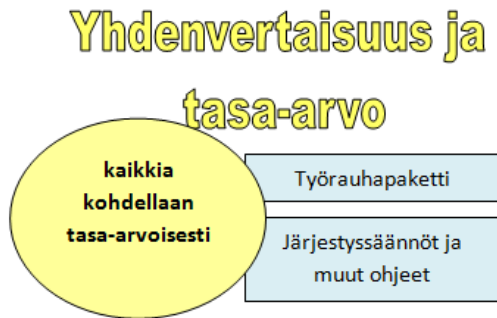 Yhdenvertaisuus ja
tasa-arvo
kaikkia
kohdellaan
tasa-arvoisesti
Työrauhapaketti
Järjestyssäännöt ja
muut ohjeet